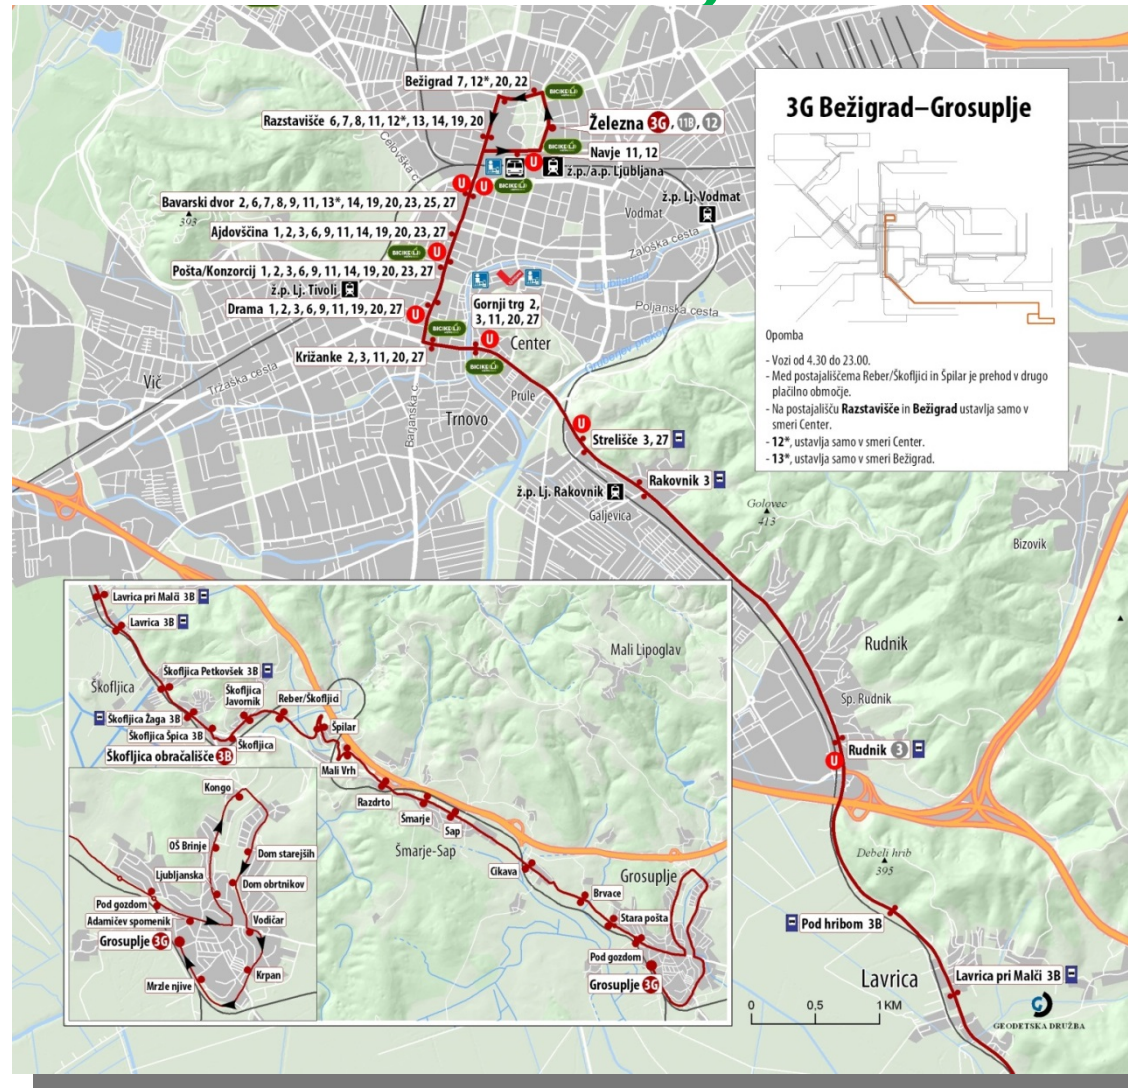 Bežigrad 7, 12*, 20, 22
BICIKELJ
Razstavišče 6, 7, 8, 11, 12*, 13, 14, 19, 20
Železna 3G, 11B, 12
BICIKELJ
Navje 11, 12
Celovška c.
U
ž.p./a.p. Ljubljana
U U BICIKELJ
Bavarski dvor 2, 6, 7, 8, 9, 11, 13*, 14, 19, 20, 23, 25, 27
393
ž.p. Lj. Vodmat
Vodmat
Ajdovščina 1, 2, 3, 6, 9, 11, 14, 19, 20, 23, 27
Zaloška cesta
BICIKELJ U
Pošta/Konzorcij 1, 2, 3, 6, 9, 11, 14, 19, 20, 23, 27
Ljubljanica
ž.p. Lj. Tivoli
Drama 1, 2, 3, 6, 9, 11, 19, 20, 27
U
Gornji trg 2,
3, 11, 20, 27
Poljanska cesta
BICIKELJ
U
Center
Gruberjev prekop
Križanke 2, 3, 11, 20, 27
BICIKELJ
Vič
Tržaška cesta
Barjanska c.
Prule
Trnovo
U
Strelišče 3, 27
Rakovnik 3
ž.p. Lj. Rakovnik
Galjevica
Golovec
413
Bizovik
3G Bežigrad–Grosuplje
Opomba
- Vozi od 4.30 do 23.00.
- Med postajališčema Reber/Škofljici in Špilar je prehod v drugo
plačilno območje.
- Na postajališču Razstavišče in Bežigrad ustavlja samo v
smeri Center.
- 12*, ustavlja samo v smeri Center.
- 13*, ustavlja samo v smeri Bežigrad.
Rudnik
Sp. Rudnik
Rudnik 3
U
Debeli hrib
395
Pod hribom 3B
Lavrica
Lavrica pri Malči 3B
0 0,5 1 KM
GEODETSKA DRUŽBA
Lavrica pri Malči 3B
Lavrica 3B
Mali Lipoglav
Škofljica Petkovšek 3B
Škofljica
Škofljica
Javornik
Reber/Škofljici
Škofljica Žaga 3B
Škofljica Špica 3B
Škofljica
Špilar
Škofljica obračališče 3B
Mali Vrh
Razdrto
Šmarje
Sap
Šmarje-Sap
Cikava
Grosuplje
Brvace
Stara pošta
Pod gozdom
Grosuplje 3G
Kongo
OŠ Brinje
Dom starejših
Ljubljanska
Dom obrtnikov
Pod gozdom
Adamičev spomenik
Vodičar
Grosuplje 3G
Krpan
Mrzle njive